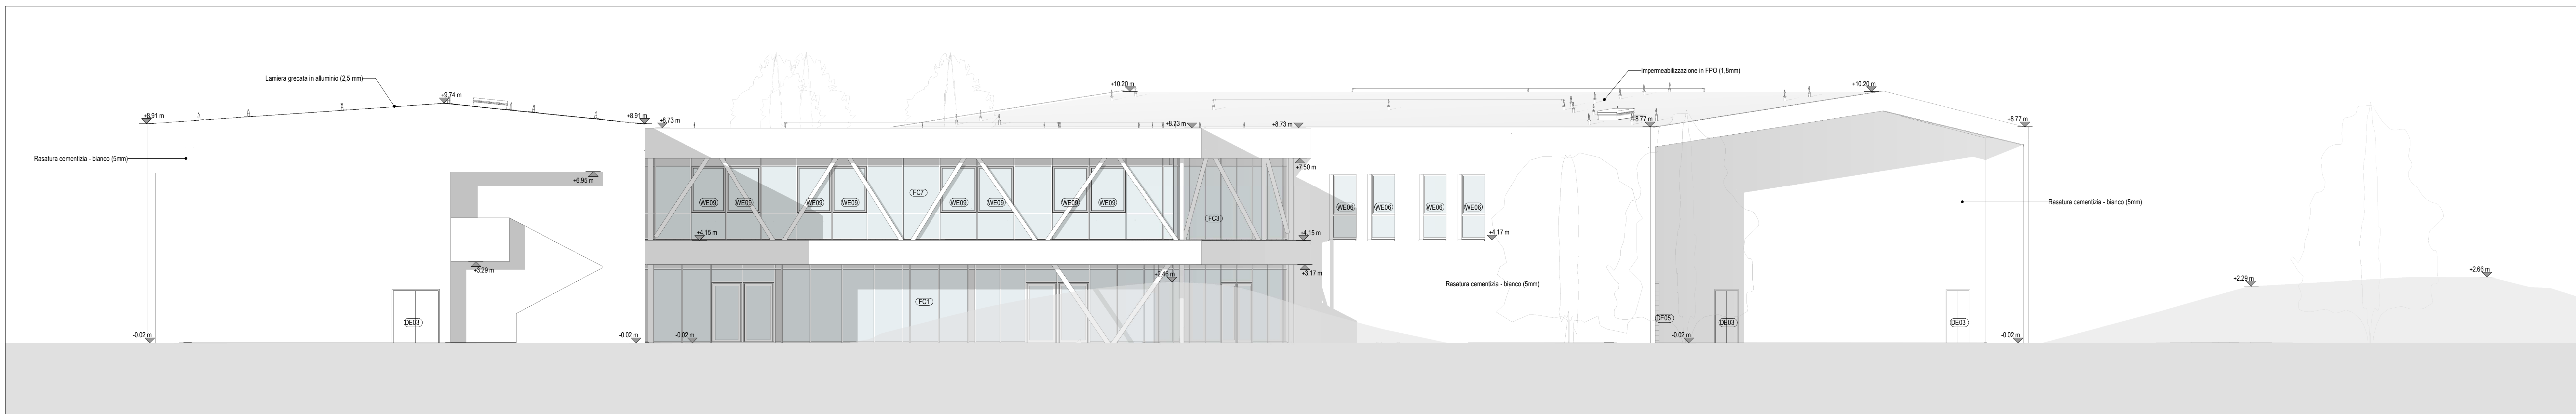 +10.20 m
+10.20 m
Impermeabilizzazione in FPO (1,8mm)
Lamiera grecata in alluminio (2,5 mm)
+9.74 m
+8.91 m
+8.91 m
+8.73 m
+8.73 m
+8.73 m
+8.77 m
+8.77 m
Rasatura cementizia - bianco (5mm)
+7.50 m
+6.95 m
FC7
WE09
WE09
WE09
WE09
WE09
WE09
WE09
WE09
FC3
WE06
WE06
WE06
WE06
Rasatura cementizia - bianco (5mm)
+4.15 m
+4.15 m
+4.17 m
+3.29 m
+2.46 m
+3.17 m
Rasatura cementizia - bianco (5mm)
+2.29 m
+2.66 m
FC1
DE03
DE05
DE03
DE03
-0.02 m
-0.02 m
-0.02 m
-0.02 m
-0.02 m